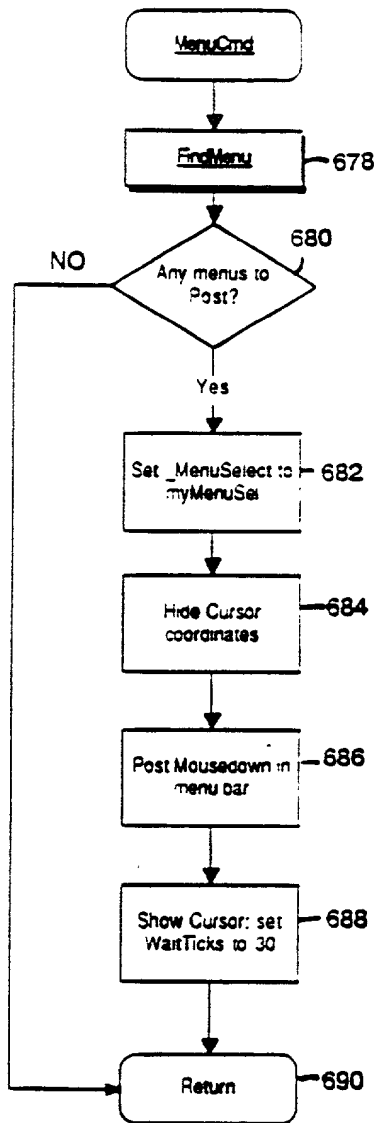 MenuCmd
FindMenu
678
680
NO
Any menus to
Post?
Yes
Set _MenuSelect to
myMenuSel
682
Hide Cursor
coordinates
684
Post Mousedown in
menu bar
686
Show Cursor: set
WaitTicks to 30
688
Return
690